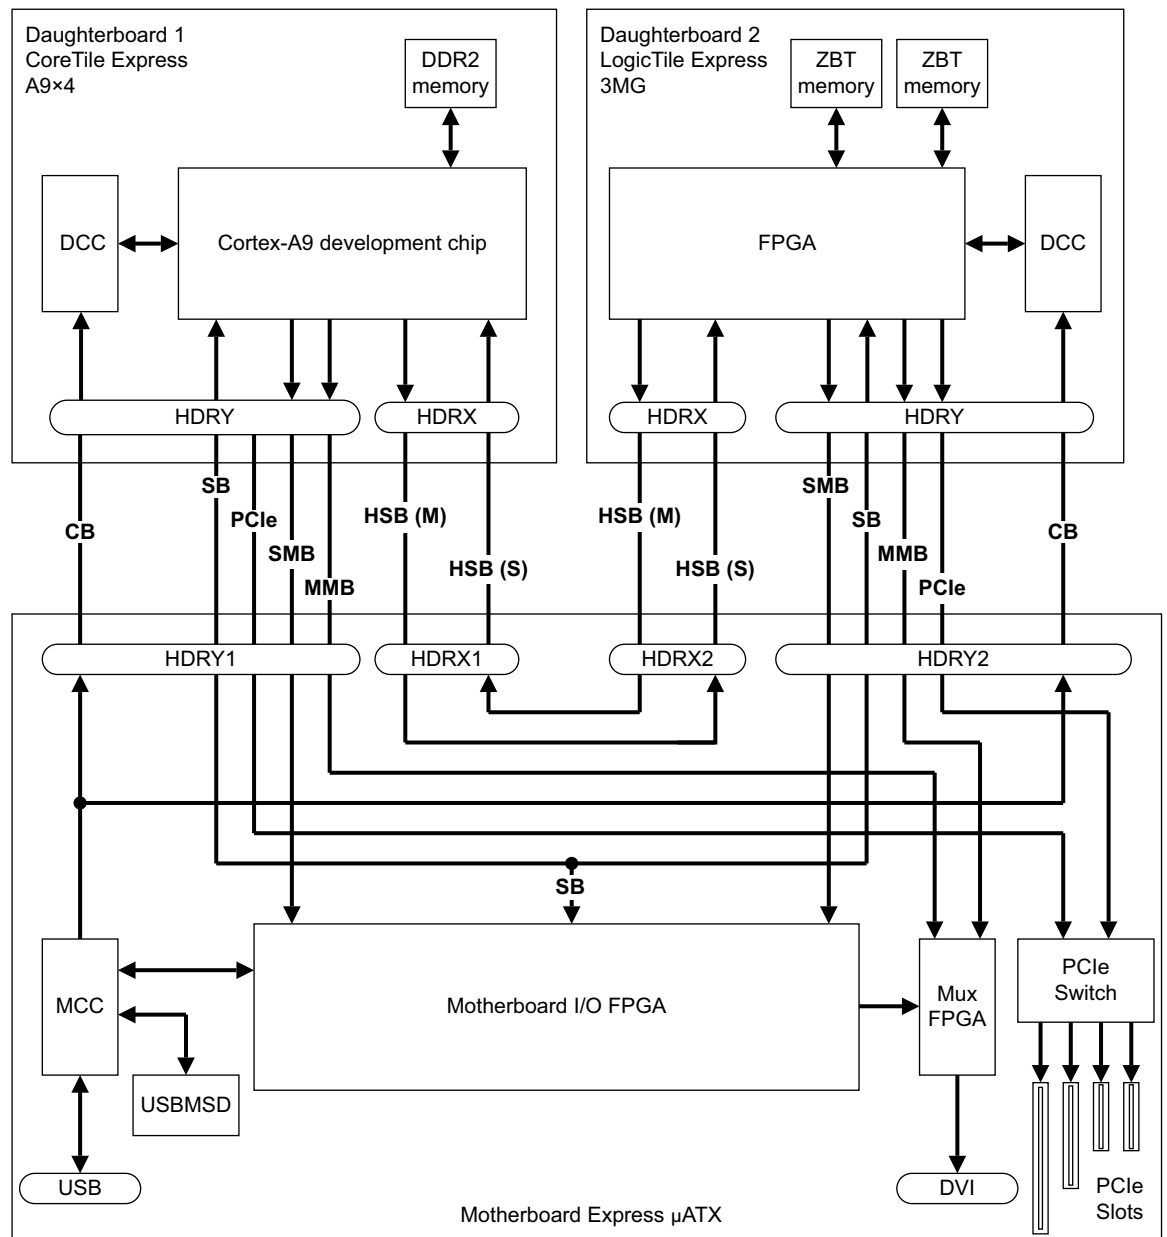 Daughterboard 1
CoreTile Express
A9×4
DDR2
memory
DCC
Cortex-A9 development chip
HDRY
HDRX
Daughterboard 2
LogicTile Express
3MG
ZBT
memory
ZBT
memory
FPGA
DCC
HDRX
HDRY
CB
SB
PCIe
SMB
MMB
HSB (M)
HSB (S)
HSB (M)
HSB (S)
SMB
SB
MMB
PCIe
CB
HDRY1
HDRX1
HDRX2
HDRY2
SB
MCC
Motherboard I/O FPGA
Mux
FPGA
PCIe
Switch
USBMSD
USB
DVI
PCIe
Slots
Motherboard Express µATX